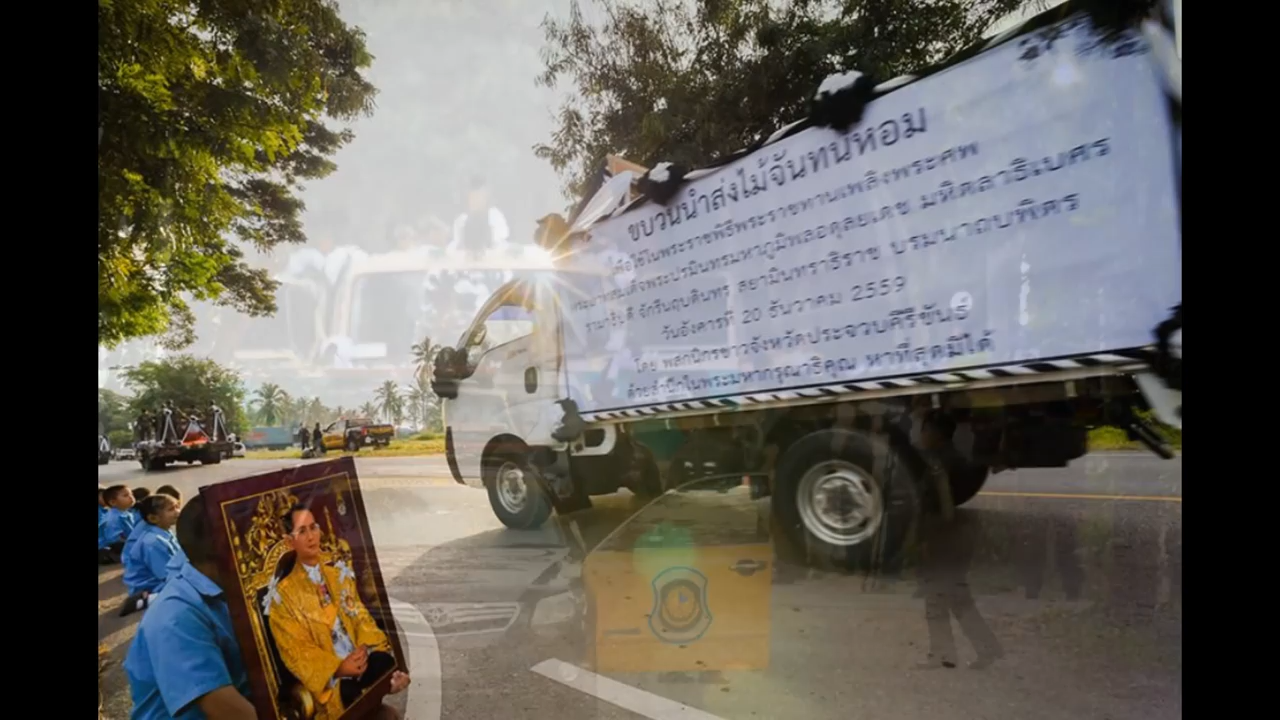 ขบวนนำส่งไม้จันทน์หอม
เพื่อใช้ในพระราชพิธีพระราชทานเพลิงพระศพ
พระบาทสมเด็จพระปรมินทรมหาภูมิพลอดุลยเดช มหิตลาธิเบศร
รามาธิบดี จักรีนฤบดินทร สยามินทราธิราช บรมนาถบพิตร
วันอังคารที่ 20 ธันวาคม 2559
โดย พสกนิกรชาวจังหวัดประจวบคีรีขันธ์
ด้วยสำนึกในพระมหากรุณาธิคุณ หาที่สุดมิได้